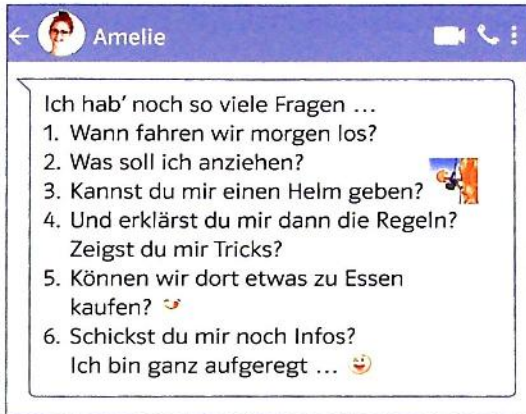 Amelie
Ich hab' noch so viele Fragen …
1. Wann fahren wir morgen los?
2. Was soll ich anziehen?
3. Kannst du mir einen Helm geben?
4. Und erklärst du mir dann die Regeln?
Zeigst du mir Tricks?
5. Können wir dort etwas zu Essen
kaufen?
6. Schickst du mir noch Infos?
Ich bin ganz aufgeregt …